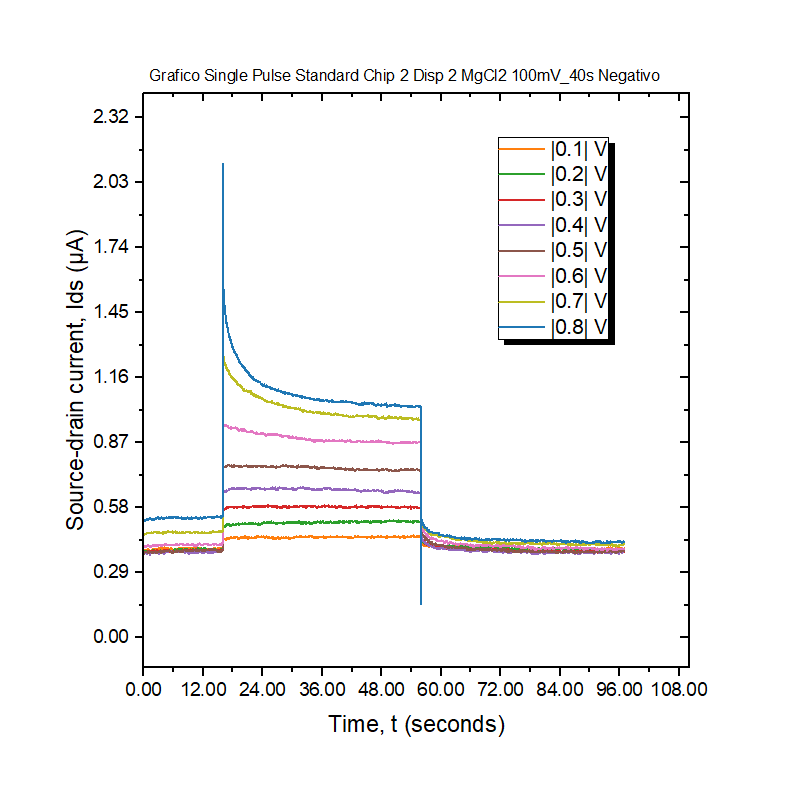 Grafico Single Pulse Standard Chip 2 Disp 2 MgCl2 100mV_40s Negativo
2.32
2.03
1.74
1.45
1.16
0.87
0.58
0.29
0.00
Source-drain current, Ids (μA)
|0.1| V
|0.2| V
|0.3| V
|0.4| V
|0.5| V
|0.6| V
|0.7| V
|0.8| V
0.00 12.00 24.00 36.00 48.00 60.00 72.00 84.00 96.00 108.00
Time, t (seconds)